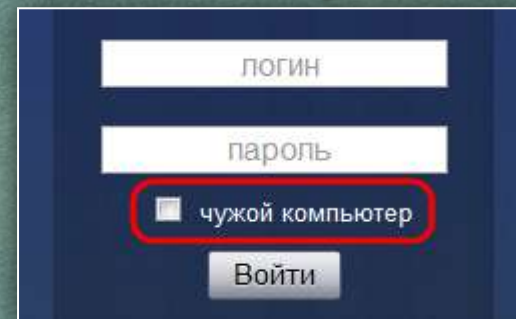 логин
пароль
чужой компьютер
Войти